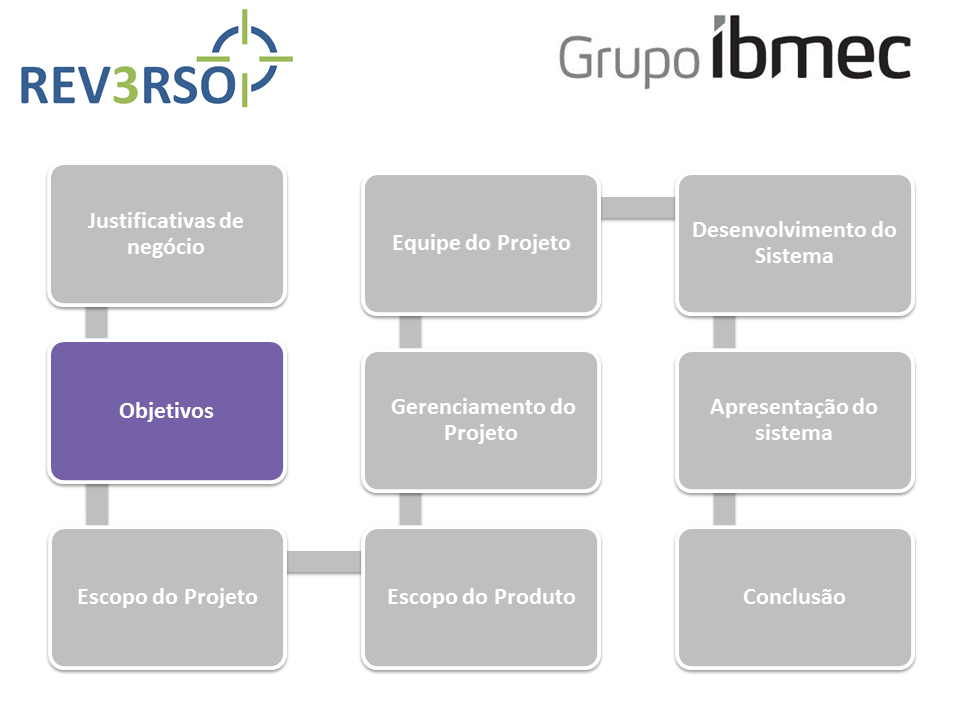 REV3RSO
Grupo ibmec
Justificativas de
negócio
Objetivos
Escopo do Projeto
Escopo do Produto
Gerenciamento do
Projeto
Equipe do Projeto
Desenvolvimento do
Sistema
Apresentação do
sistema
Conclusão